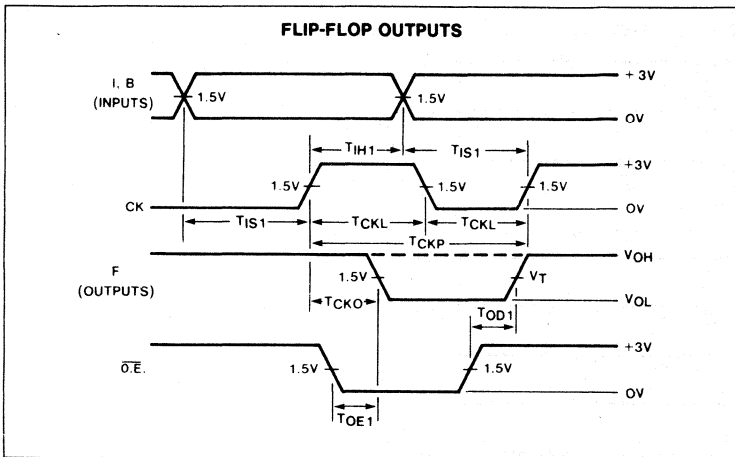 FLIP-FLOP OUTPUTS
I, B
(INPUTS)
1.5V
1.5V
+3V
0V
TIH1
TIS1
CK
1.5V
1.5V
1.5V
+3V
0V
TIS1
TCKL
TCKL
TCKP
F
(OUTPUTS)
1.5V
VT
VOH
VOL
TCKO
TOD1
O.E.
1.5V
1.5V
+3V
0V
TOE1